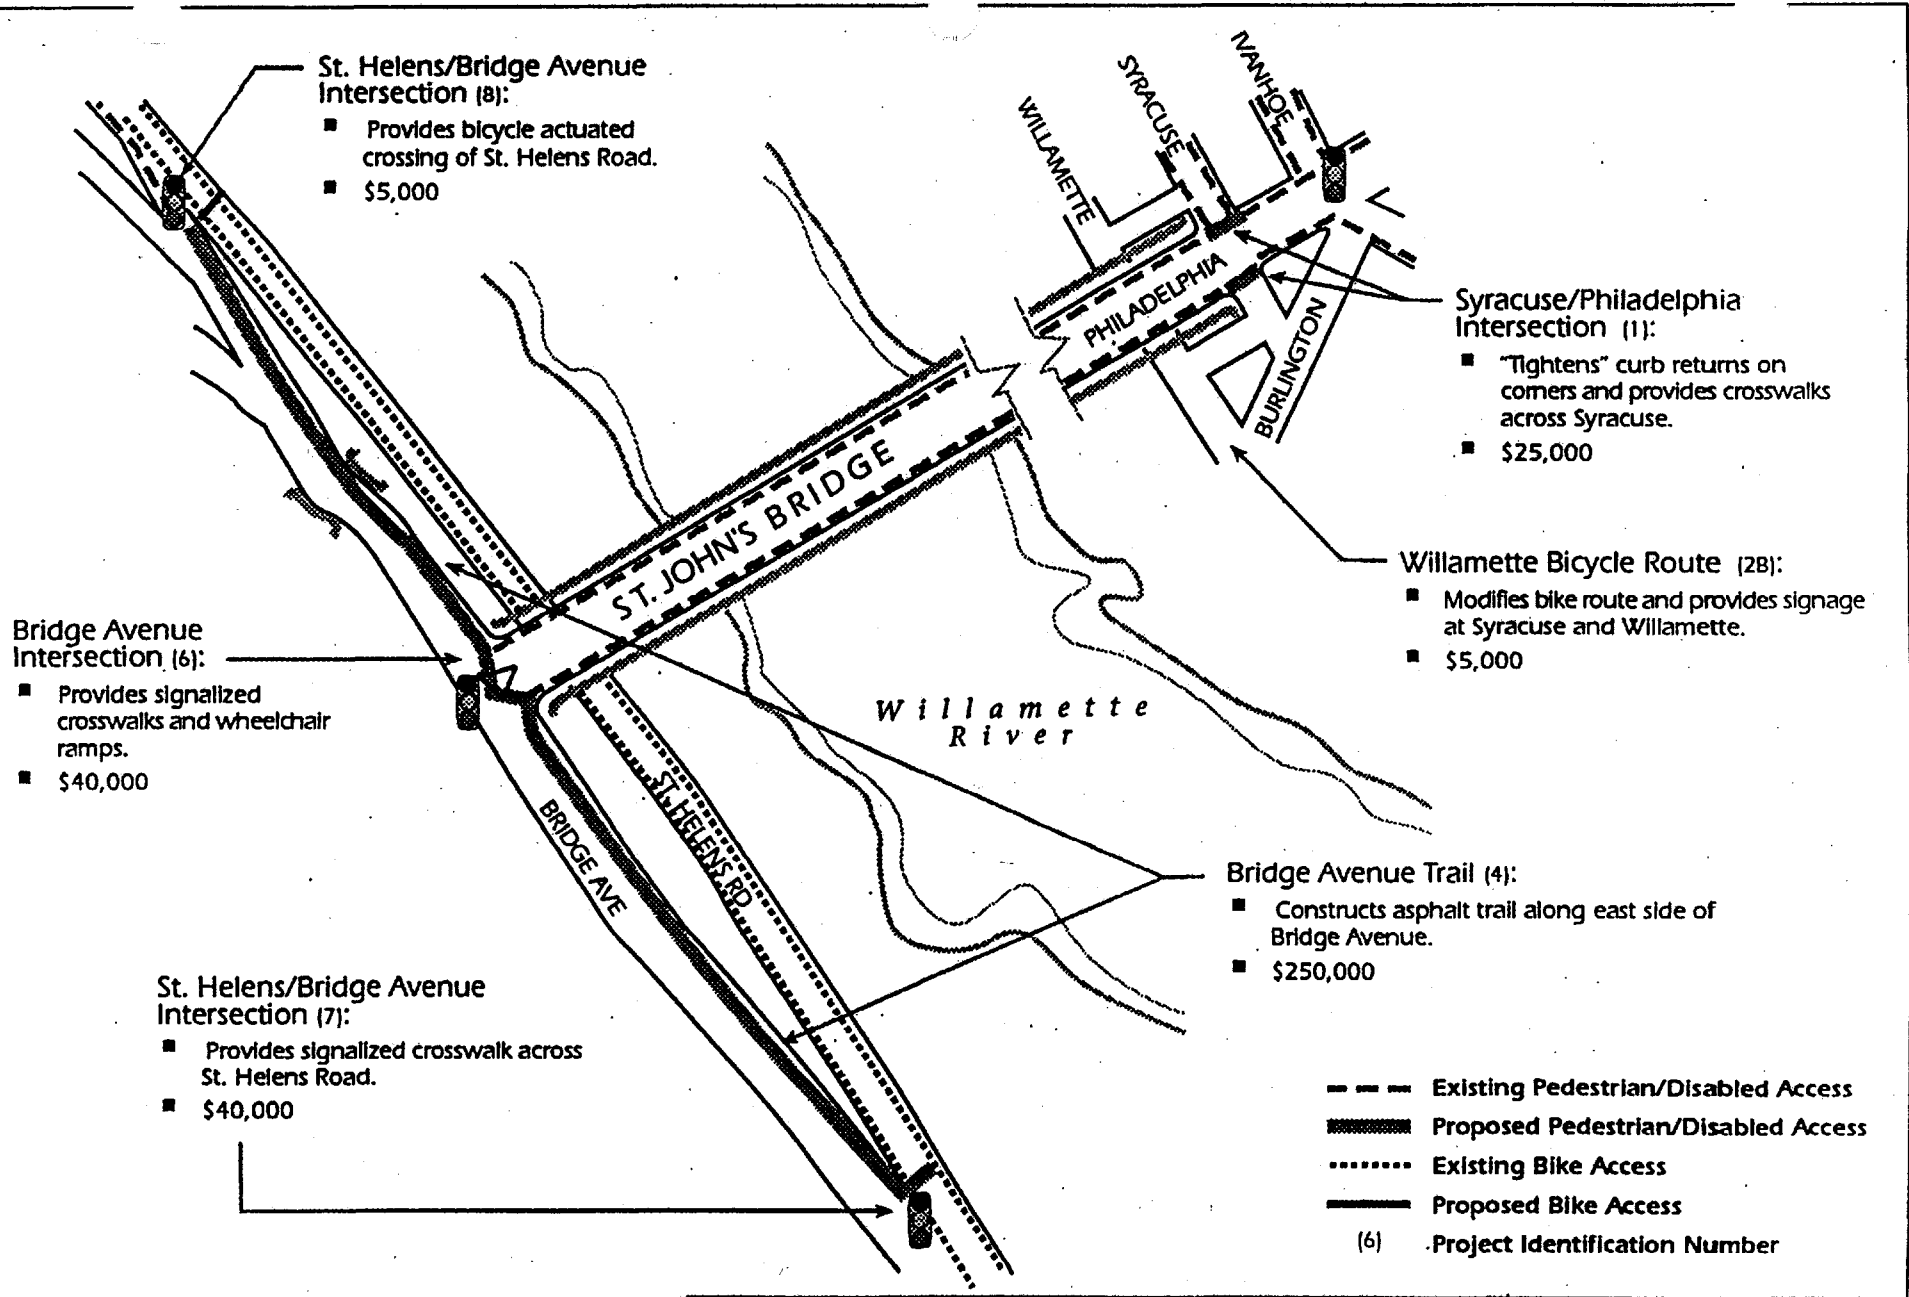 St. Helens/Bridge Avenue
Intersection (8):
■ Provides bicycle actuated
crossing of St. Helens Road.
■ $5,000
WILLAMETTE
SYRACUSE
IVANHOE
PHILADELPHIA
BURLINGTON
Syracuse/Philadelphia
Intersection (1):
■ "Tightens" curb returns on
corners and provides crosswalks
across Syracuse.
■ $25,000
ST. JOHN'S BRIDGE
Willamette Bicycle Route (2B):
■ Modifies bike route and provides signage
at Syracuse and Willamette.
■ $5,000
Bridge Avenue
Intersection (6):
■ Provides signalized
crosswalks and wheelchair
ramps.
■ $40,000
Willamette
River
ST. HELENS RD
BRIDGE AVE
Bridge Avenue Trail (4):
■ Constructs asphalt trail along east side of
Bridge Avenue.
■ $250,000
St. Helens/Bridge Avenue
Intersection (7):
■ Provides signalized crosswalk across
St. Helens Road.
■ $40,000
Existing Pedestrian/Disabled Access
Proposed Pedestrian/Disabled Access
Existing Bike Access
Proposed Bike Access
(6) Project Identification Number